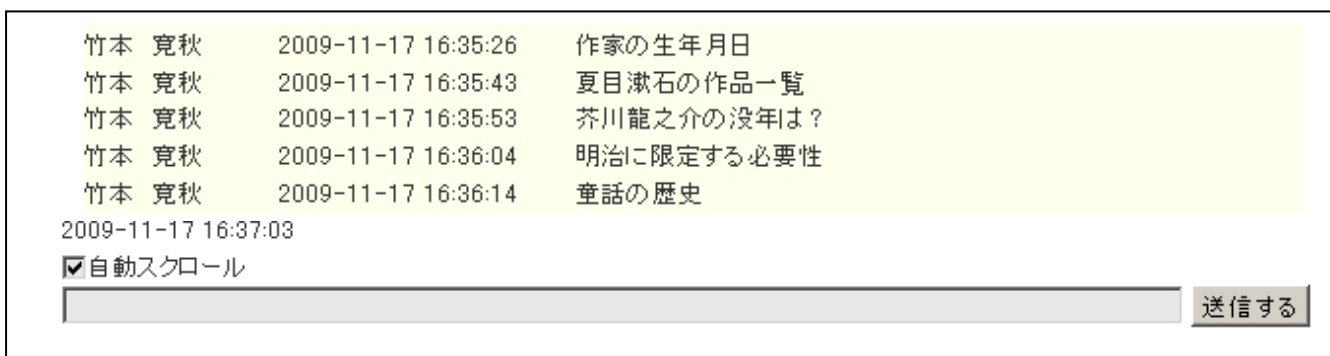 竹本 寛秋 2009-11-17 16:35:26 作家の生年月日
竹本 寛秋 2009-11-17 16:35:43 夏目漱石の作品一覧
竹本 寛秋 2009-11-17 16:35:53 芥川龍之介の没年は？
竹本 寛秋 2009-11-17 16:36:04 明治に限定する必要性
竹本 寛秋 2009-11-17 16:36:14 童話の歴史
2009-11-17 16:37:03
自動スクロール
送信する